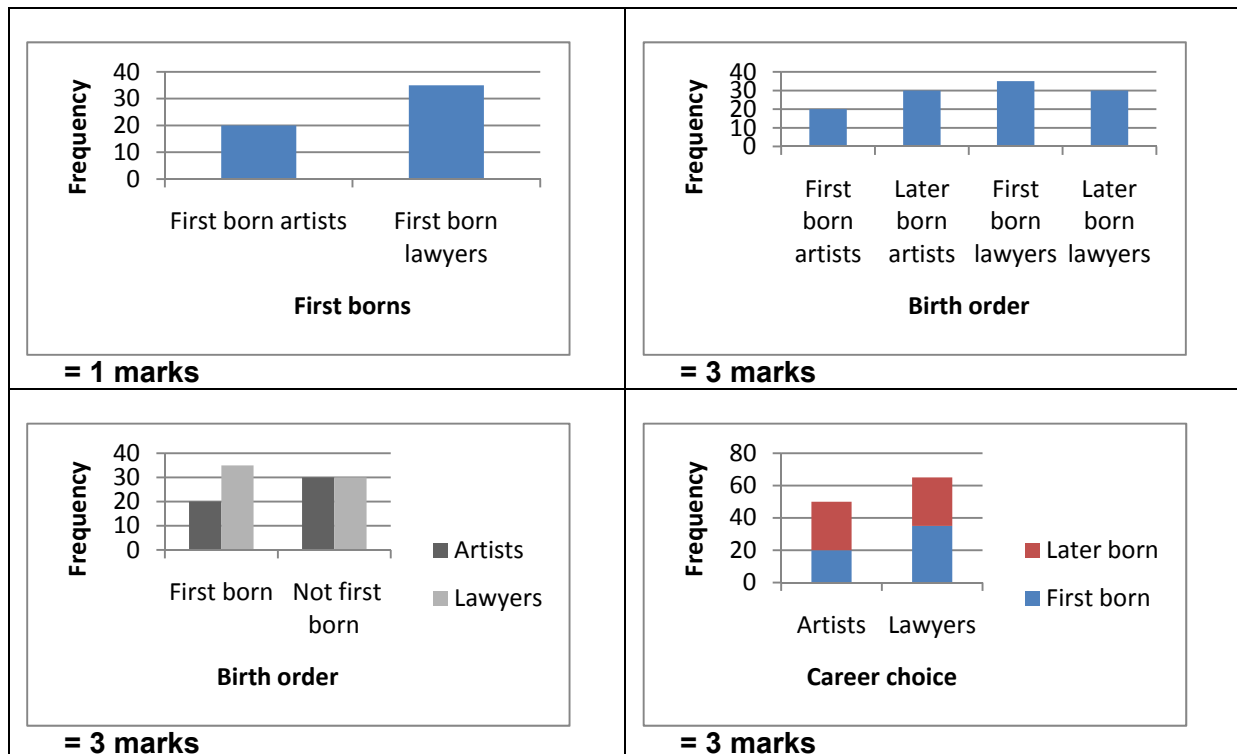 Frequency
40
30
20
10
0
First born artists
First born
lawyers
First borns
= 1 marks
Frequency
40
30
20
10
0
First
born
artists
Later
born
artists
First
born
lawyers
Later
born
lawyers
Birth order
= 3 marks
Frequency
40
30
20
10
0
First born
Not first
born
Artists
Lawyers
Birth order
= 3 marks
Frequency
80
60
40
20
0
Artists
Lawyers
Later born
First born
Career choice
= 3 marks